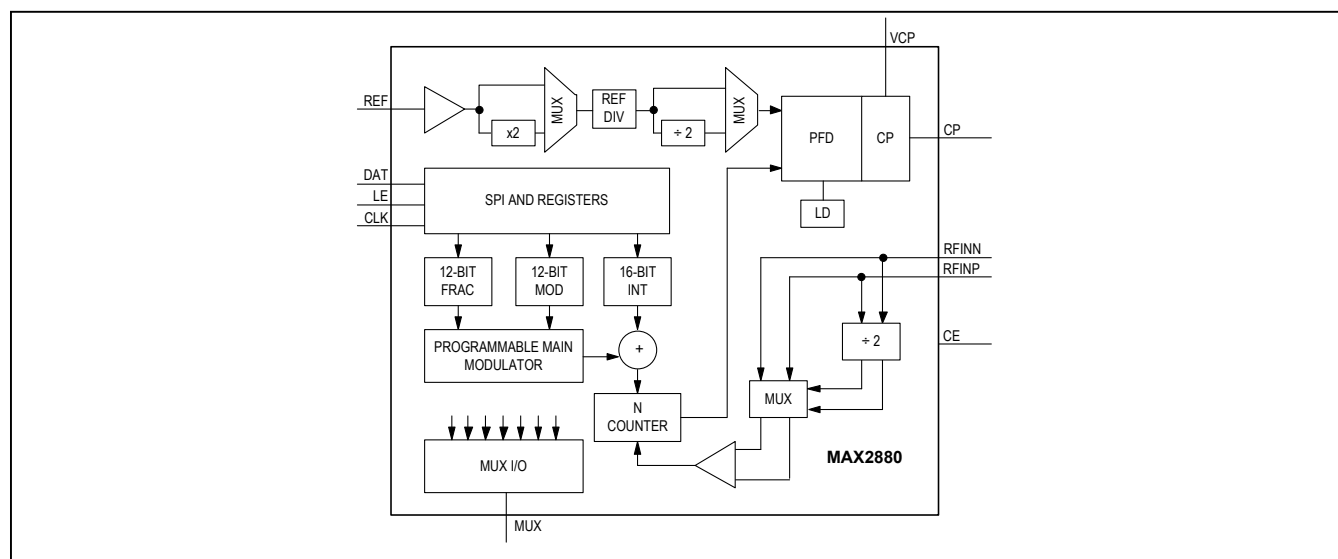 VCP
REF
x2
MUX
REF
DIV
÷ 2
MUX
PFD
CP
CP
LD
DAT
LE
CLK
SPI AND REGISTERS
12-BIT
FRAC
12-BIT
MOD
16-BIT
INT
RFINN
RFINP
÷ 2
CE
PROGRAMMABLE MAIN
MODULATOR
+
MUX
N
COUNTER
MUX I/O
MAX2880
MUX